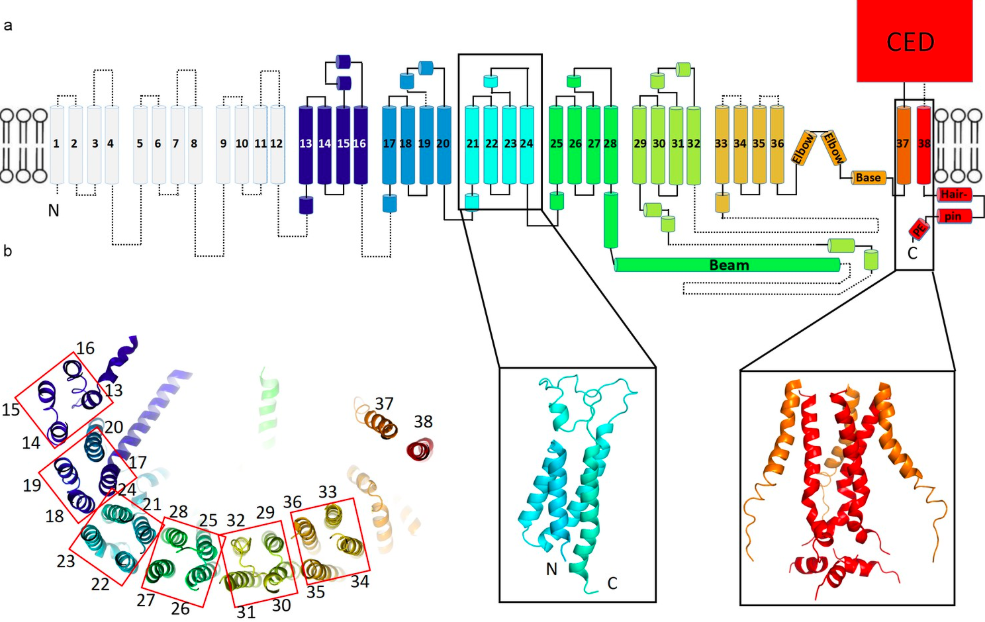 a
CED
1 2 3 4 5 6 7 8 9 10 11 12 13 14 15 16 17 18 19 20 21 22 23 24 25 26 27 28 29 30 31 32 33 34 35 36 Elbow Elbow 37 38
Base
Hair-
pin
PE
N
C
Beam
b
16
15
13
14
20
19
17
18
24
21
23
22
28
25
27
26
32
29
31
30
36
33
35
34
37
38
N
C